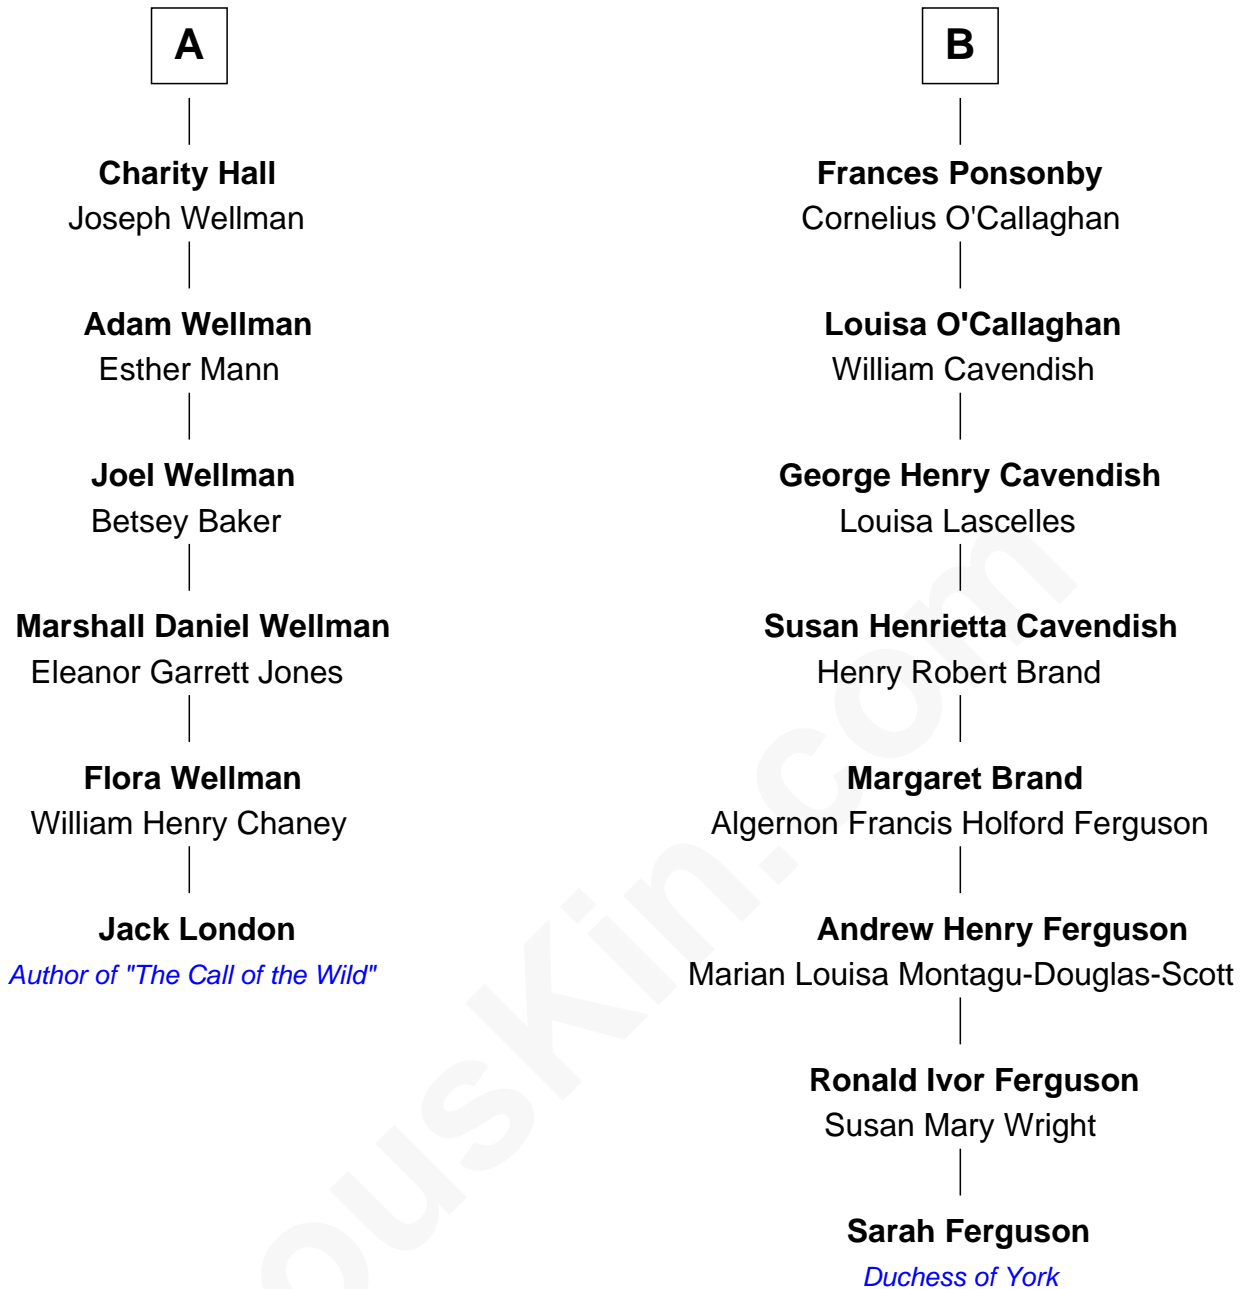 A
Charity Hall
Joseph Wellman
Adam Wellman
Esther Mann
Joel Wellman
Betsey Baker
Marshall Daniel Wellman
Eleanor Garrett Jones
Flora Wellman
William Henry Chaney
Jack London
Author of "The Call of the Wild"
B
Frances Ponsonby
Cornelius O'Callaghan
Louisa O'Callaghan
William Cavendish
George Henry Cavendish
Louisa Lascelles
Susan Henrietta Cavendish
Henry Robert Brand
Margaret Brand
Algernon Francis Holford Ferguson
Andrew Henry Ferguson
Marian Louisa Montagu-Douglas-Scott
Ronald Ivor Ferguson
Susan Mary Wright
Sarah Ferguson
Duchess of York
ousKin.com